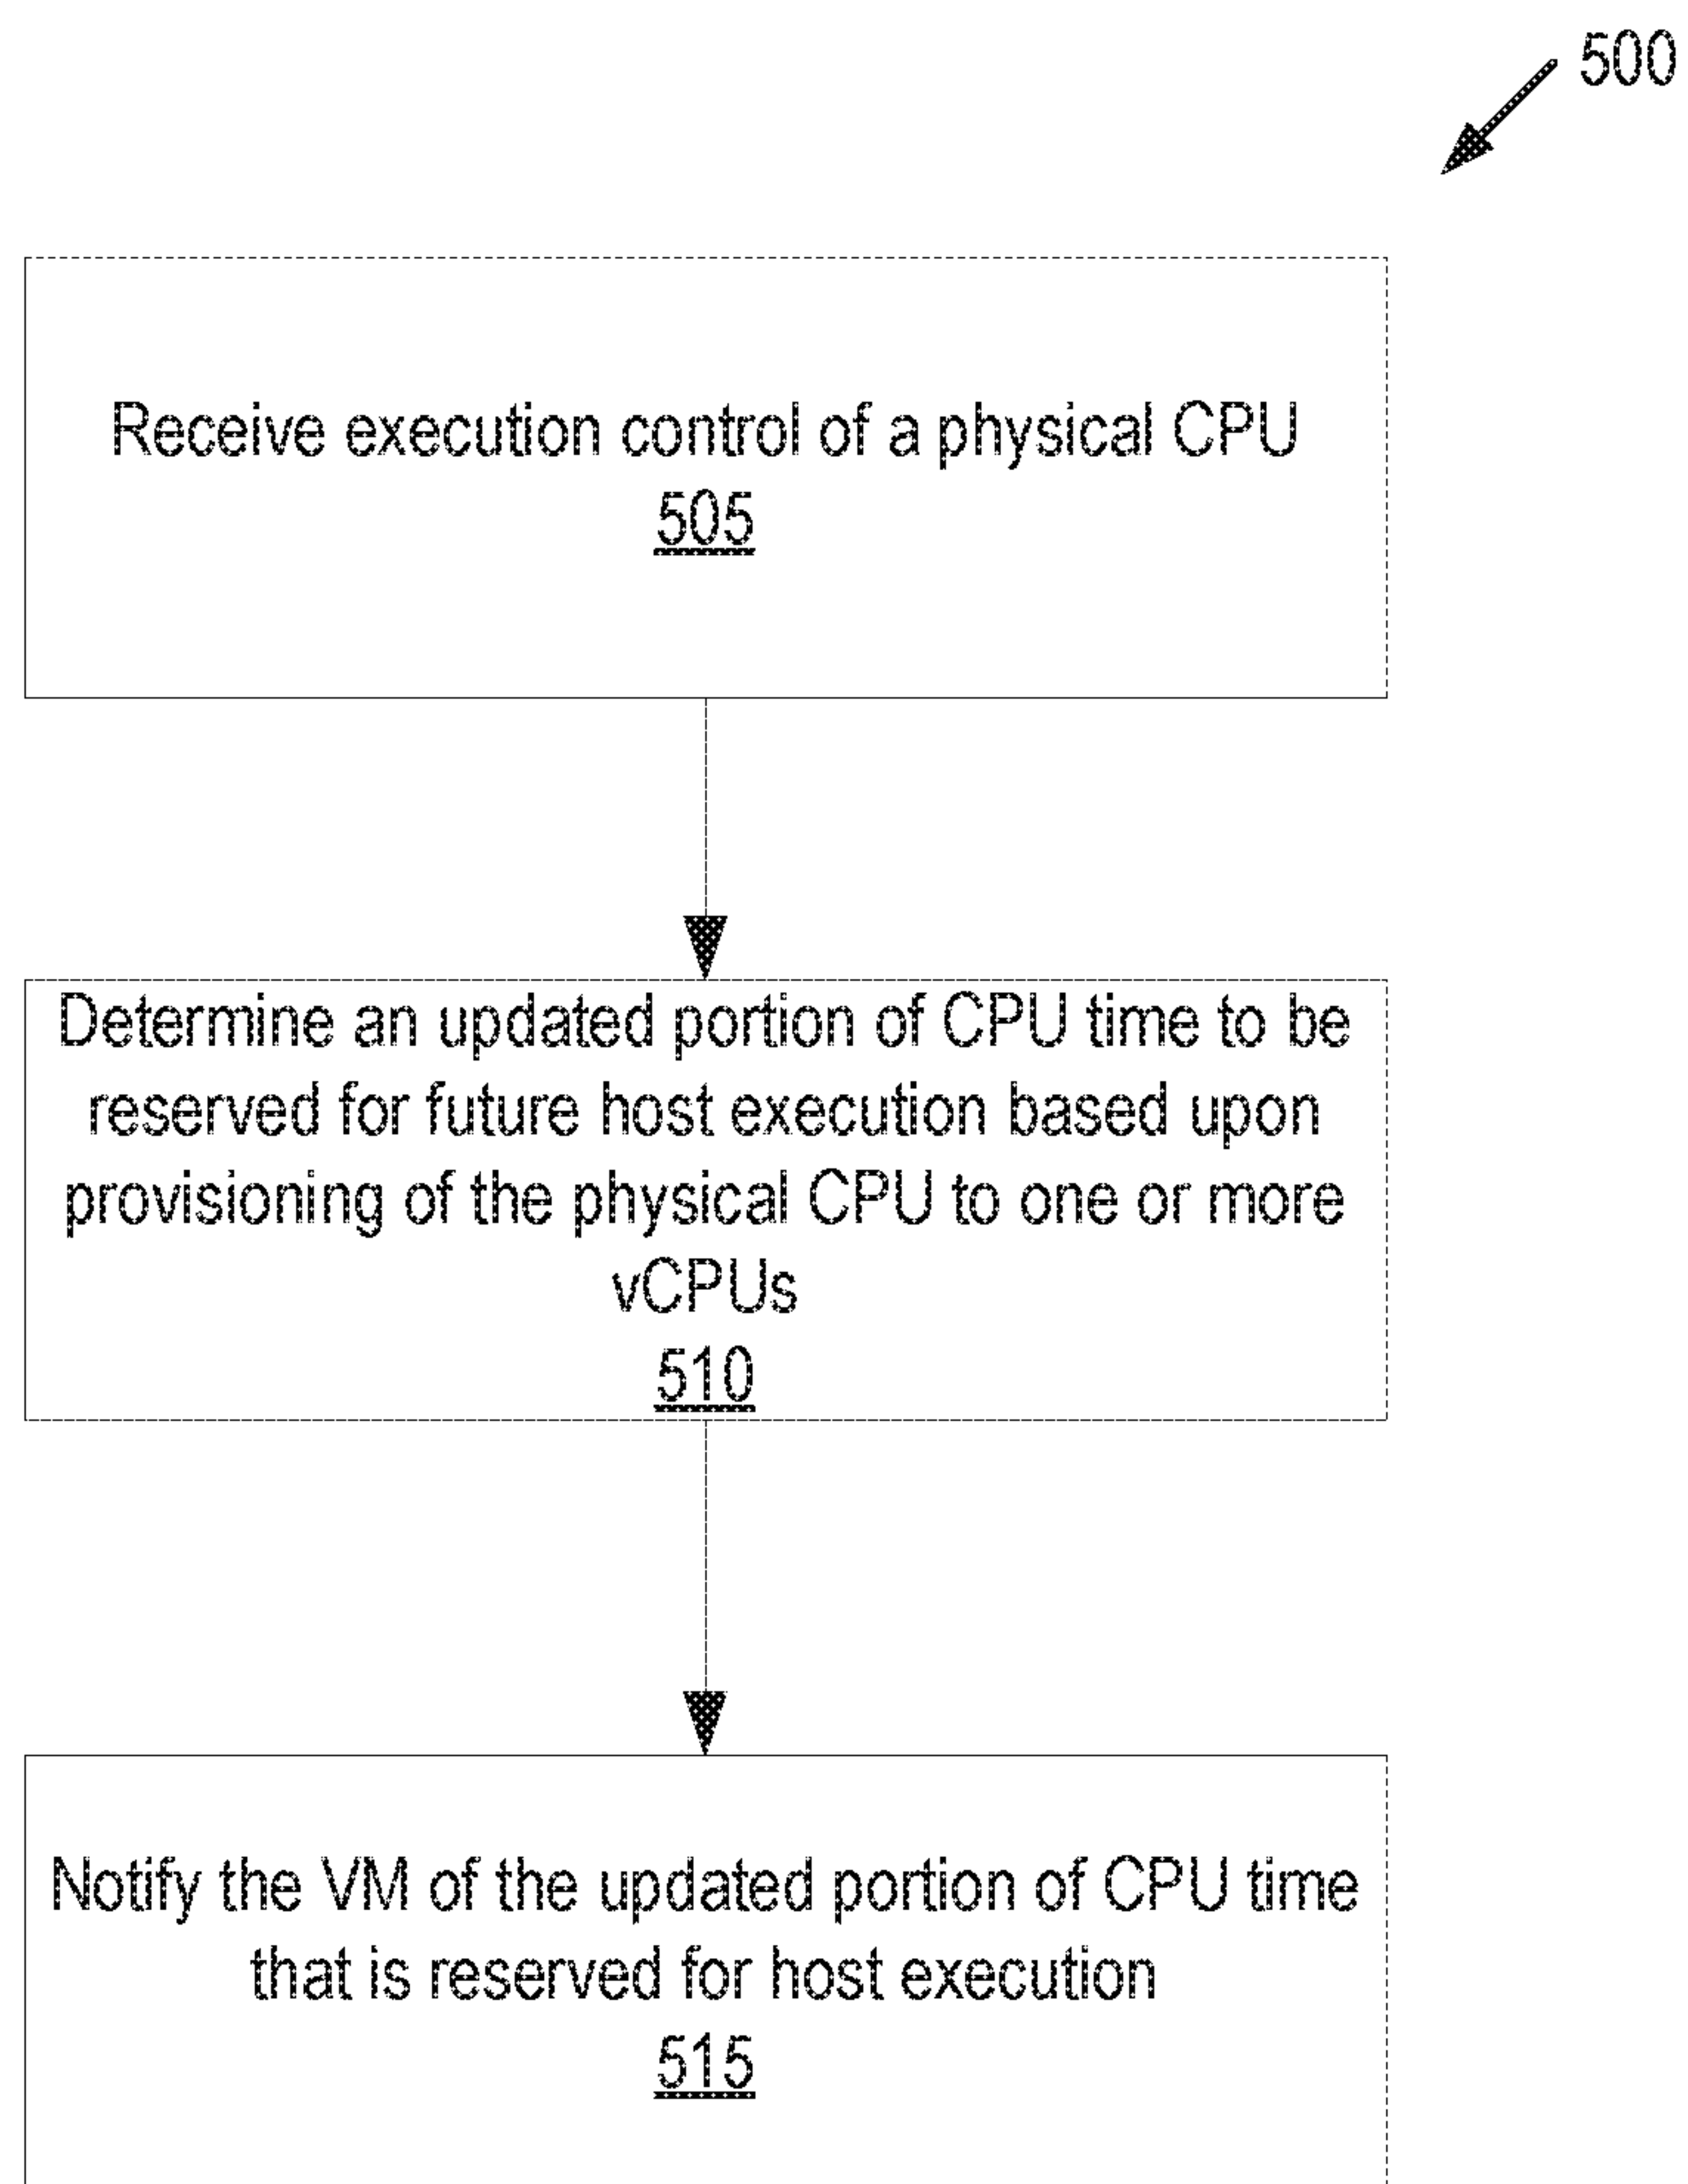 500
Receive execution control of a physical CPU
505
Determine an updated portion of CPU time to be
reserved for future host execution based upon
provisioning of the physical CPU to one or more
vCPUs
510
Notify the VM of the updated portion of CPU time
that is reserved for host execution
515